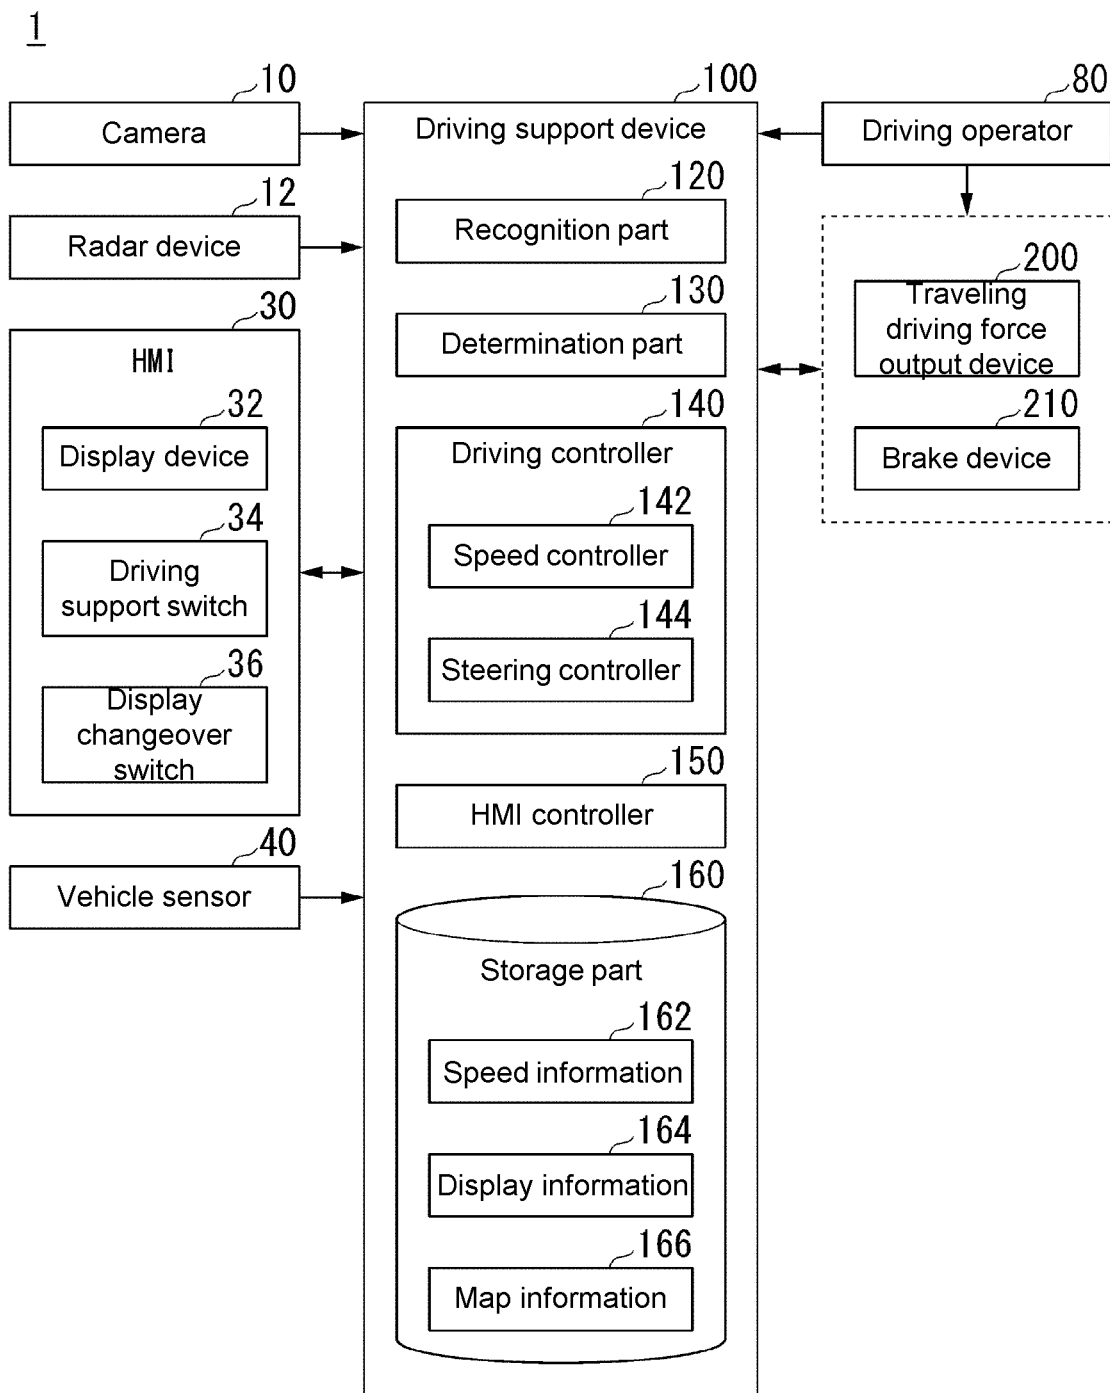 1
10
Camera
12
Radar device
30
HMI
32
Display device
34
Driving
support switch
36
Display
changeover
switch
40
Vehicle sensor
100
Driving support device
120
Recognition part
130
Determination part
140
Driving controller
142
Speed controller
144
Steering controller
150
HMI controller
160
Storage part
162
Speed information
164
Display information
166
Map information
80
Driving operator
200
Traveling
driving force
output device
210
Brake device